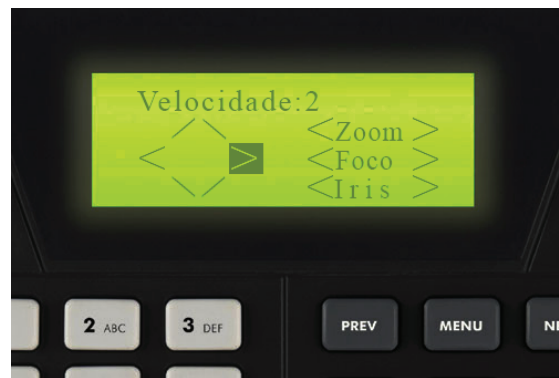 Velocidade:2
<Zoom >
< > <Foco >
<Iris >
2 ABC 3 DEF PREV MENU